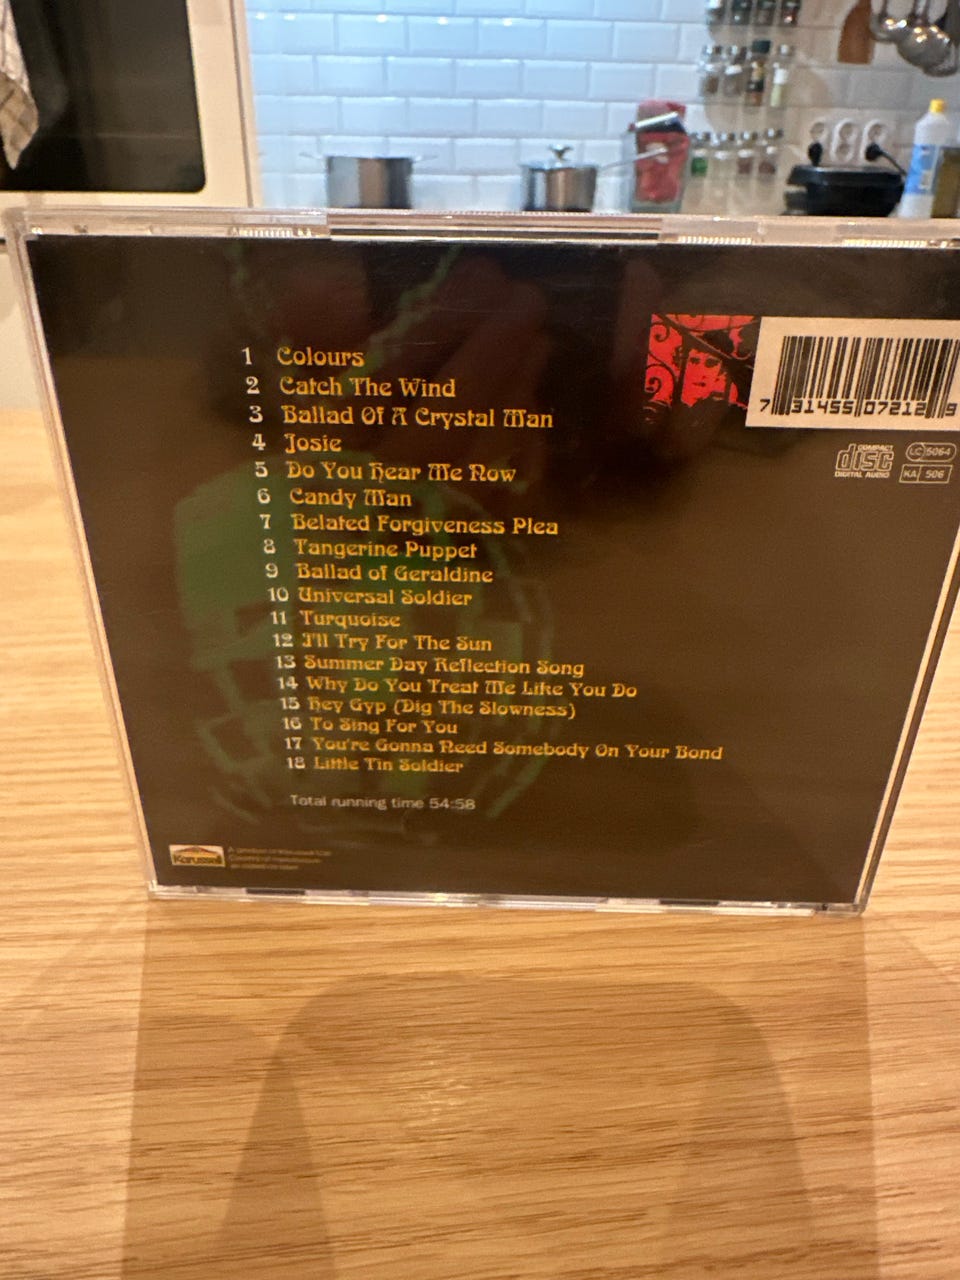 1 Colours
2 Catch The Wind
3 Ballad Of A Crystal Man
4 Josie
5 Do You Hear Me Now
6 Candy Man
7 Belated Forgiveness Plea
8 Tangerine Puppet
9 Ballad of Geraldine
10 Universal Soldier
11 Turquoise
12 I'll Try For The Sun
13 Summer Day Reflection Song
14 Why Do You Treat Me Like You Do
15 Hey Gyp (Dig The Slowness)
16 To Sing For You
17 You're Gonna Need Somebody On Your Bond
18 Little Tin Soldier
Total running time 54:58
7 31455 07212 9
COMPACT
disc
DIGITAL AUDIO
LC 5064
KA 506
Karussell